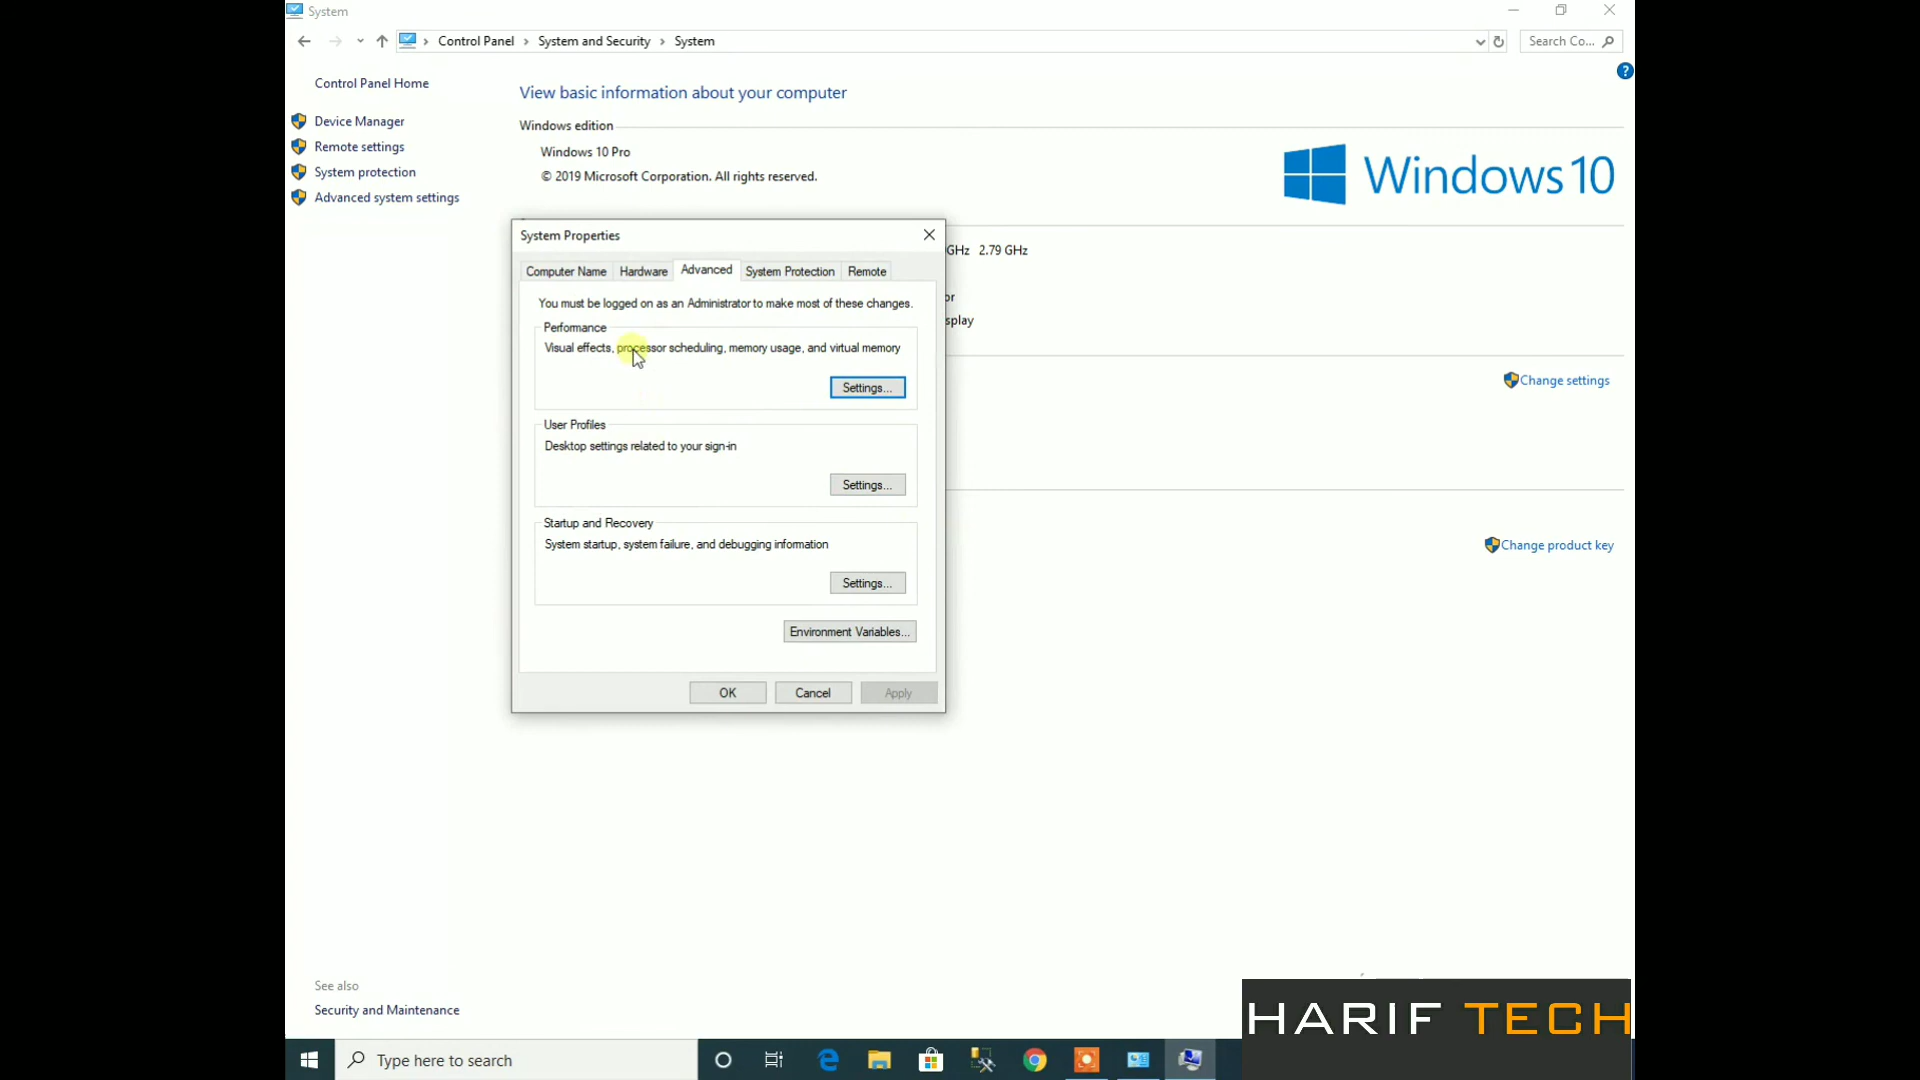 System
Control Panel > System and Security > System
Search Co...
Control Panel Home
Device Manager
Remote settings
System protection
Advanced system settings
View basic information about your computer
Windows edition
Windows 10 Pro
© 2019 Microsoft Corporation. All rights reserved.
Windows 10
GHz 2.79 GHz
or
splay
Change settings
Change product key
System Properties
Computer Name
Hardware
Advanced
System Protection
Remote
You must be logged on as an Administrator to make most of these changes.
Performance
Visual effects, processor scheduling, memory usage, and virtual memory
Settings...
User Profiles
Desktop settings related to your sign-in
Settings...
Startup and Recovery
System startup, system failure, and debugging information
Settings...
Environment Variables...
OK
Cancel
Apply
See also
Security and Maintenance
HARIF TECH
Type here to search